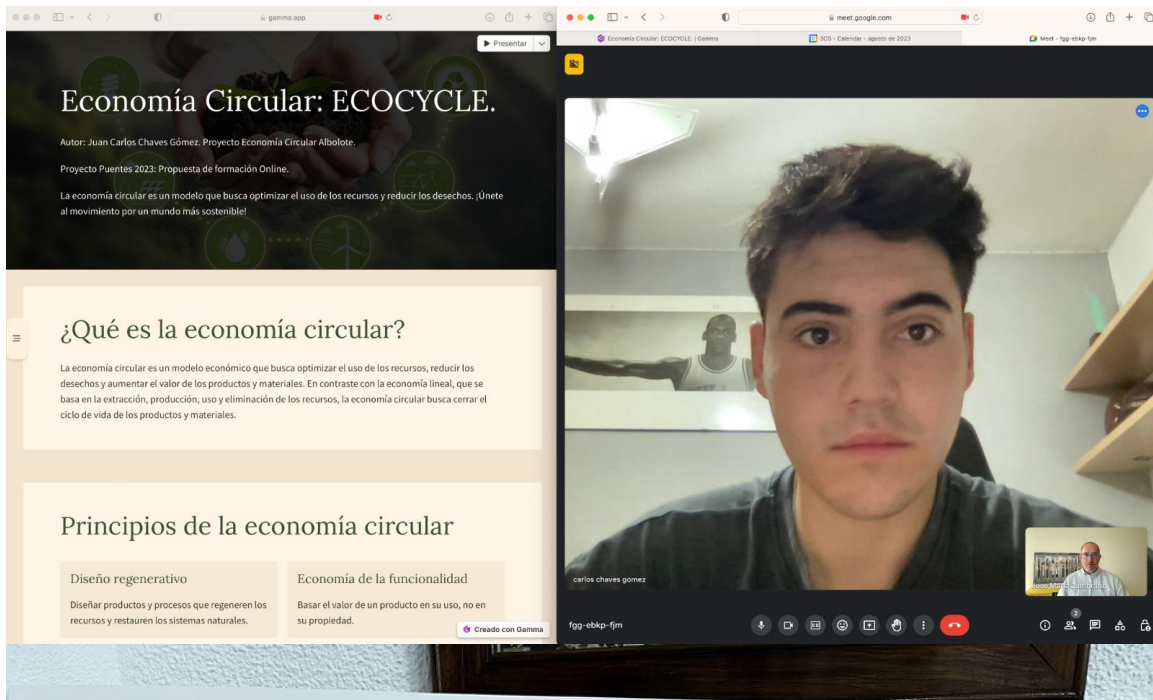 gamma.app
Presentar
Economía Circular: ECOCYCLE.
Autor: Juan Carlos Chaves Gómez. Proyecto Economía Circular Albolote.
Proyecto Puentes 2023: Propuesta de formación Online.
La economía circular es un modelo que busca optimizar el uso de los recursos y reducir los desechos. ¡Únete
al movimiento por un mundo más sostenible!
¿Qué es la economía circular?
La economía circular es un modelo económico que busca optimizar el uso de los recursos, reducir los
desechos y aumentar el valor de los productos y materiales. En contraste con la economía lineal, que se
basa en la extracción, producción, uso y eliminación de los recursos, la economía circular busca cerrar el
ciclo de vida de los productos y materiales.
Principios de la economía circular
Diseño regenerativo
Diseñar productos y procesos que regeneren los
recursos y restauren los sistemas naturales.
Economía de la funcionalidad
Basar el valor de un producto en su uso, no en
su propiedad.
Creado con Gamma
meet.google.com
Economía Circular: ECOCYCLE. | Gamma
3CS - Calendar - agosto de 2023
Meet - fgg-ebkp-fjm
carlos chaves gomez
fgg-ebkp-fjm
2